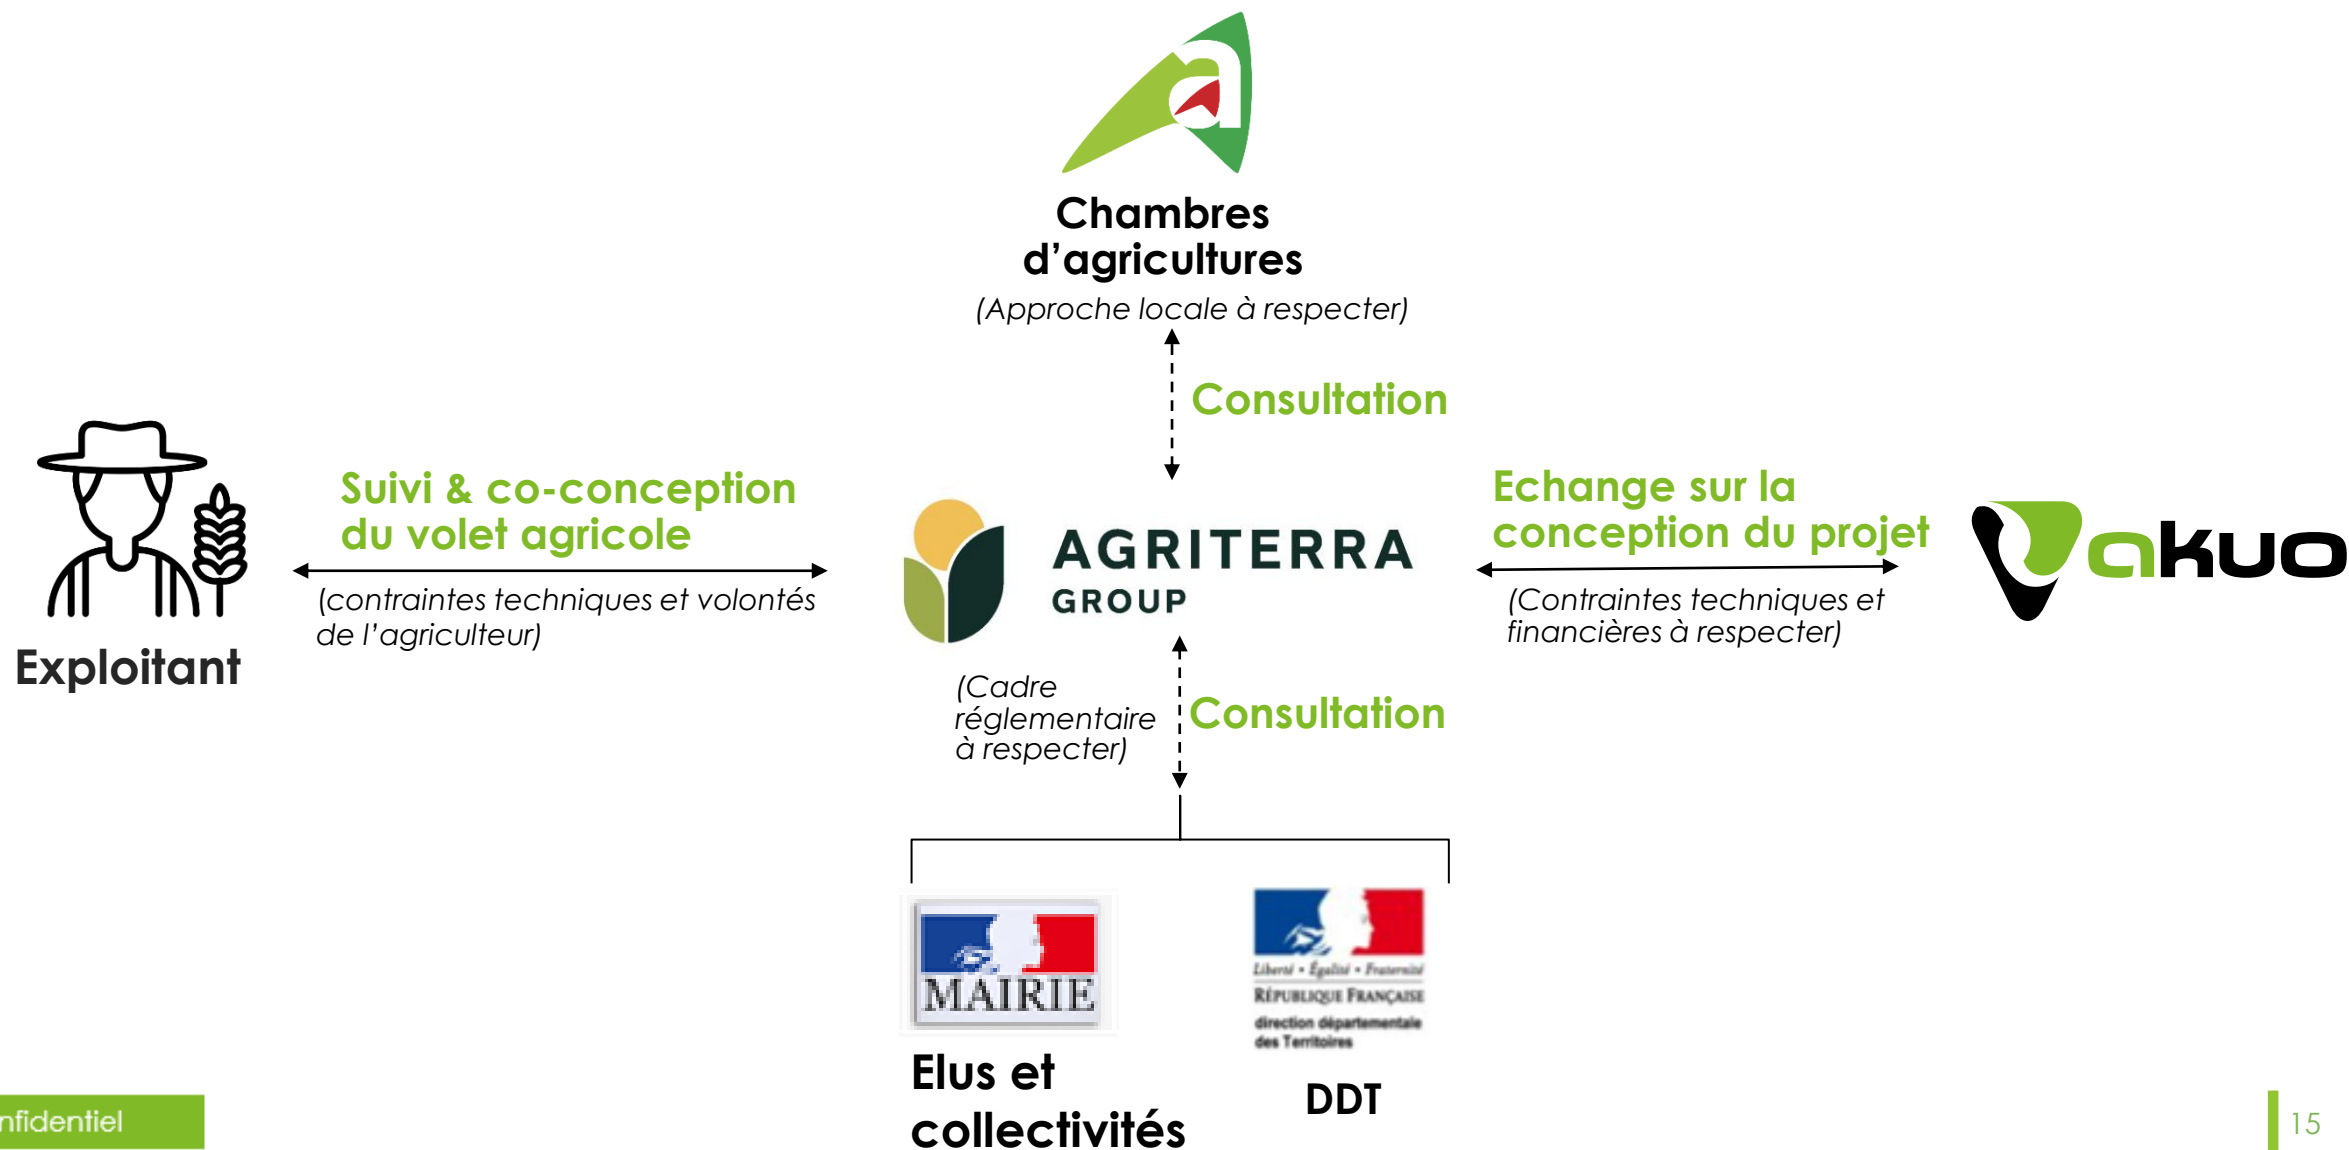 a
Chambres
d’agricultures
(Approche locale à respecter)
Consultation
Suivi & co-conception
du volet agricole
(contraintes techniques et volontés
de l’agriculteur)
Exploitant
AGRITERRA
GROUP
Echange sur la
conception du projet
(Contraintes techniques et
financières à respecter)
akuo
(Cadre
réglementaire
à respecter)
Consultation
MAIRIE
Elus et
collectivités
Liberté • Égalité • Fraternité
RÉPUBLIQUE FRANÇAISE
direction départementale
des Territoires
DDT
nfidentiel
15